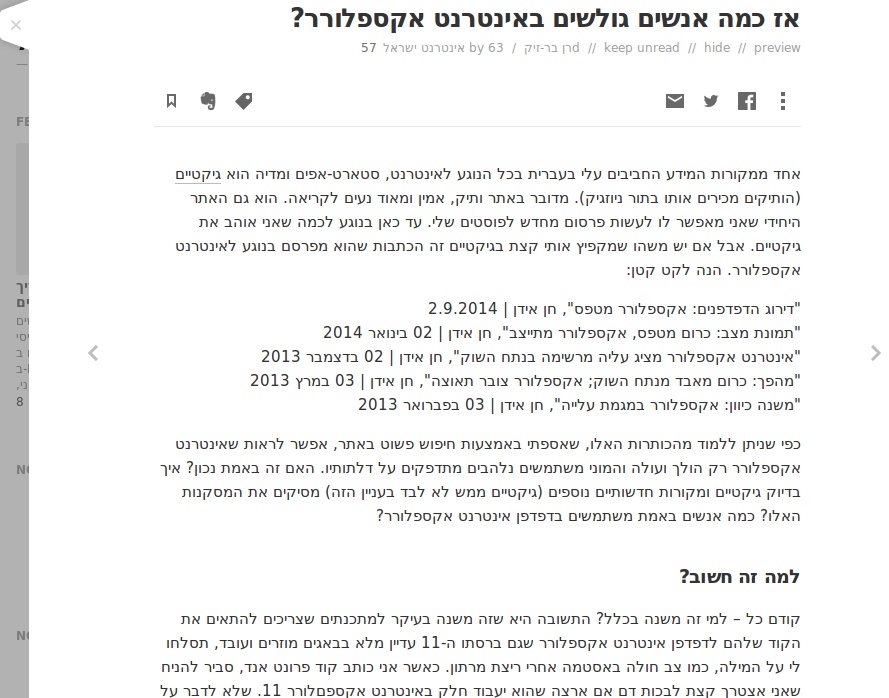 אז כמה אנשים גולשים באינטרנט אקספלורר?
57 אינטרנט ישראל by 63 / רן בר-זיקd // keep unread // hide // preview
אחד ממקורות המידע החביבים עלי בעברית בכל הנוגע לאינטרנט, סטארט-אפים ומדיה הוא גיקטיים
(הותיקים מכירים אותו בתור ניוזגיק). מדובר באתר ותיק, אמין ומאוד נעים לקריאה. הוא גם האתר
היחידי שאני מאפשר לו לעשות פרסום מחדש לפוסטים שלי. עד כאן בנוגע לכמה שאני אוהב את
גיקטיים. אבל אם יש משהו שמקפיץ אותי קצת בגיקטיים זה הכתבות שהוא מפרסם בנוגע לאינטרנט
אקספלורר. הנה לקט קטן:
"דירוג הדפדפנים: אקספלורר מטפס", חן אידן | 2.9.2014
"תמונת מצב: כרום מטפס, אקספלורר מתייצב", חן אידן | 02 בינואר 2014
"אינטרנט אקספלורר מציג עליה מרשימה בנתח השוק", חן אידן | 02 בדצמבר 2013
"מהפך: כרום מאבד מנתח השוק; אקספלורר צובר תאוצה", חן אידן | 03 במרץ 2013
"משנה כיוון: אקספלורר במגמת עלייה", חן אידן | 03 בפברואר 2013
כפי שניתן ללמוד מהכותרות האלו, שאספתי באמצעות חיפוש פשוט באתר, אפשר לראות שאינטרנט
אקספלורר רק הולך ועולה והמוני משתמשים נלהבים מתדפקים על דלתותיו. האם זה באמת נכון? איך
בדיוק גיקטיים ומקורות חדשותיים נוספים (גיקטיים ממש לא לבד בעניין הזה) מסיקים את המסקנות
האלו? כמה אנשים באמת משתמשים בדפדפן אינטרנט אקספלורר?
למה זה חשוב?
קודם כל – למי זה משנה בכלל? התשובה היא שזה משנה בעיקר למתכנתים שצריכים להתאים את
הקוד שלהם לדפדפן אינטרנט אקספלורר שגם ברסתו ה-11 עדיין מלא בבאגים מוזרים ועובד, תסלחו
לי על המילה, כמו צב חולה באסטמה אחרי ריצת מרתון. כאשר אני כותב קוד פרונט אנד, סביר להניח
שאני אצטרך קצת לבכות דם אם ארצה שהוא יעבוד חלק באינטרנט אקספלורר 11. שלא לדבר על